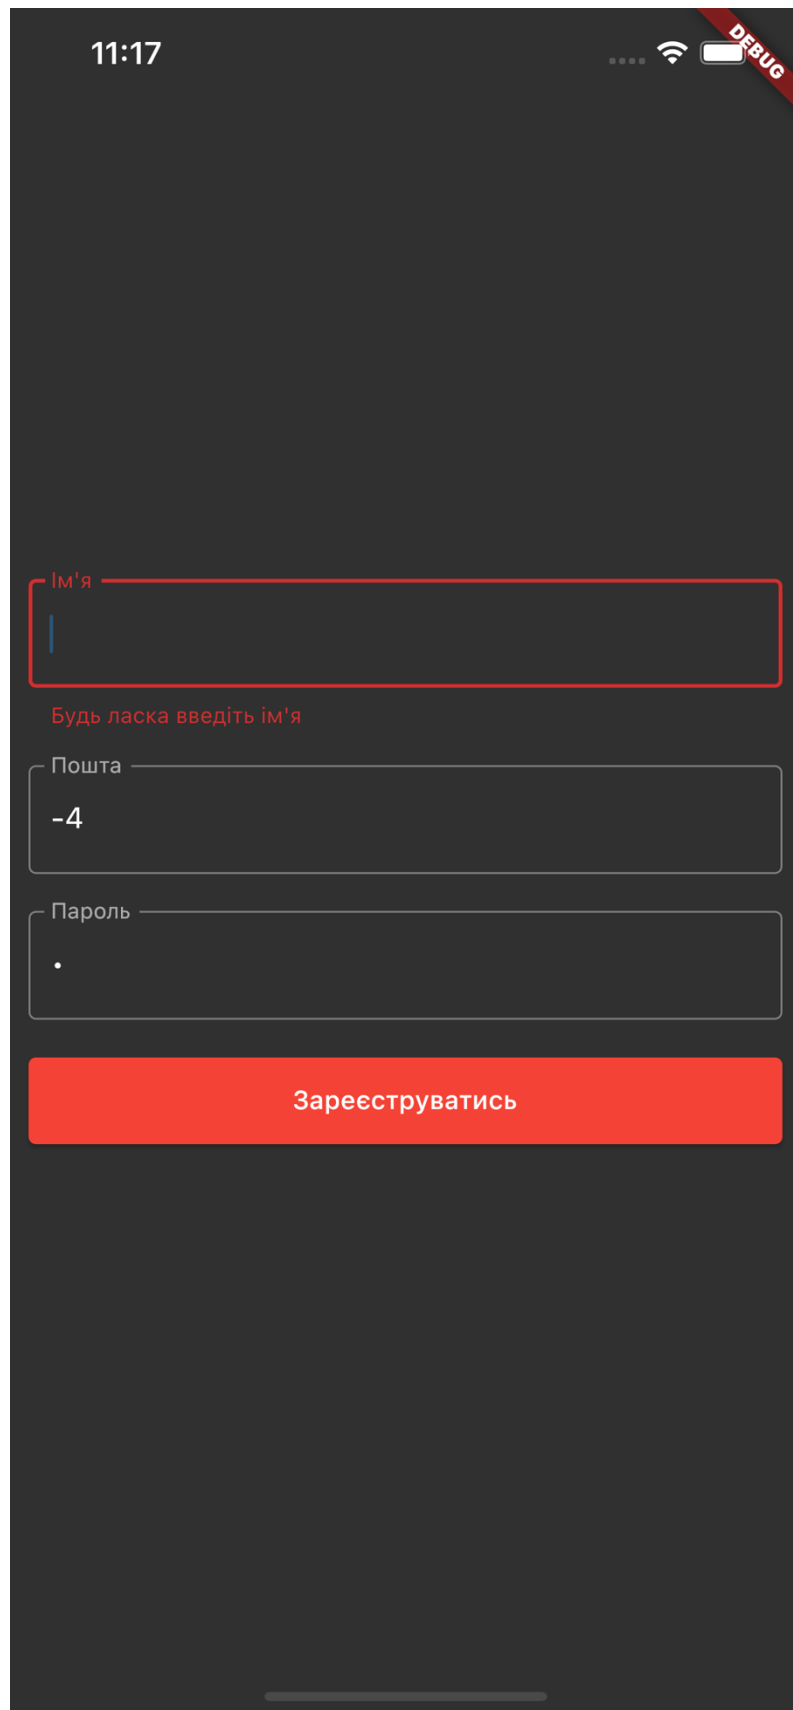 11:17
DEBUG
Ім'я
Будь ласка введіть ім'я
Пошта
-4
Пароль
•
Зареєструватись